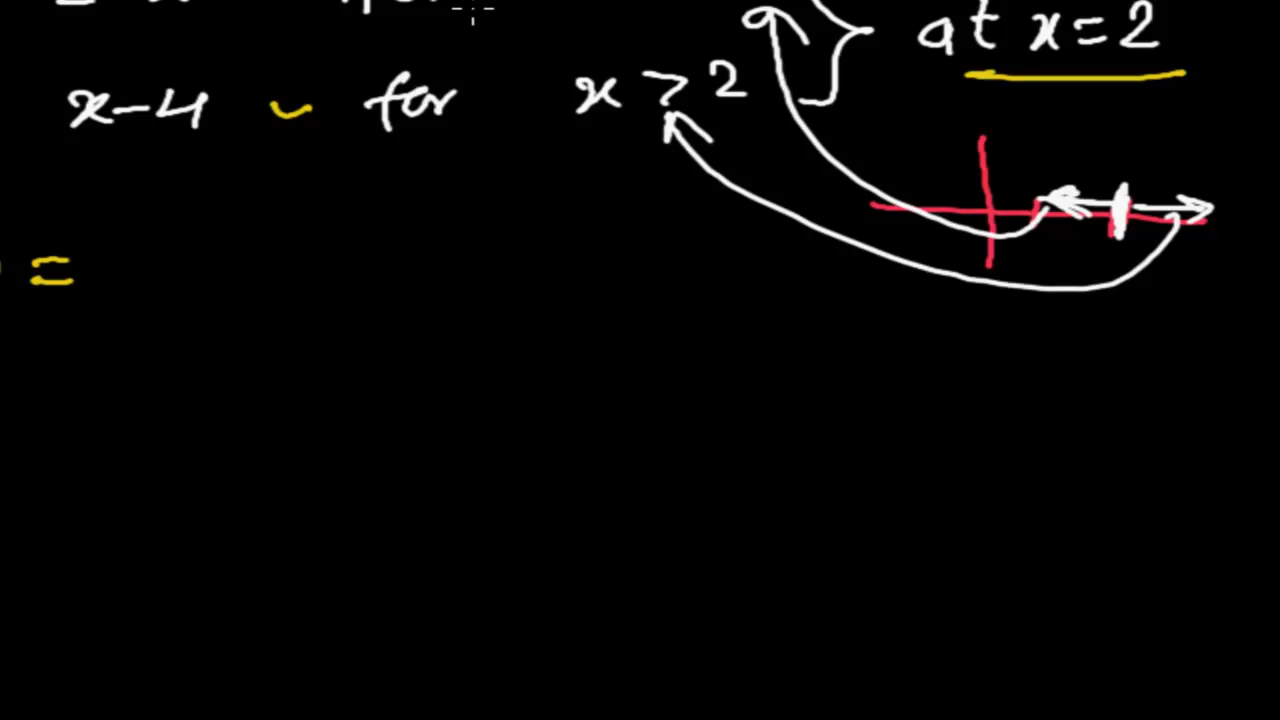 at x=2
x-4 for x > 2
=